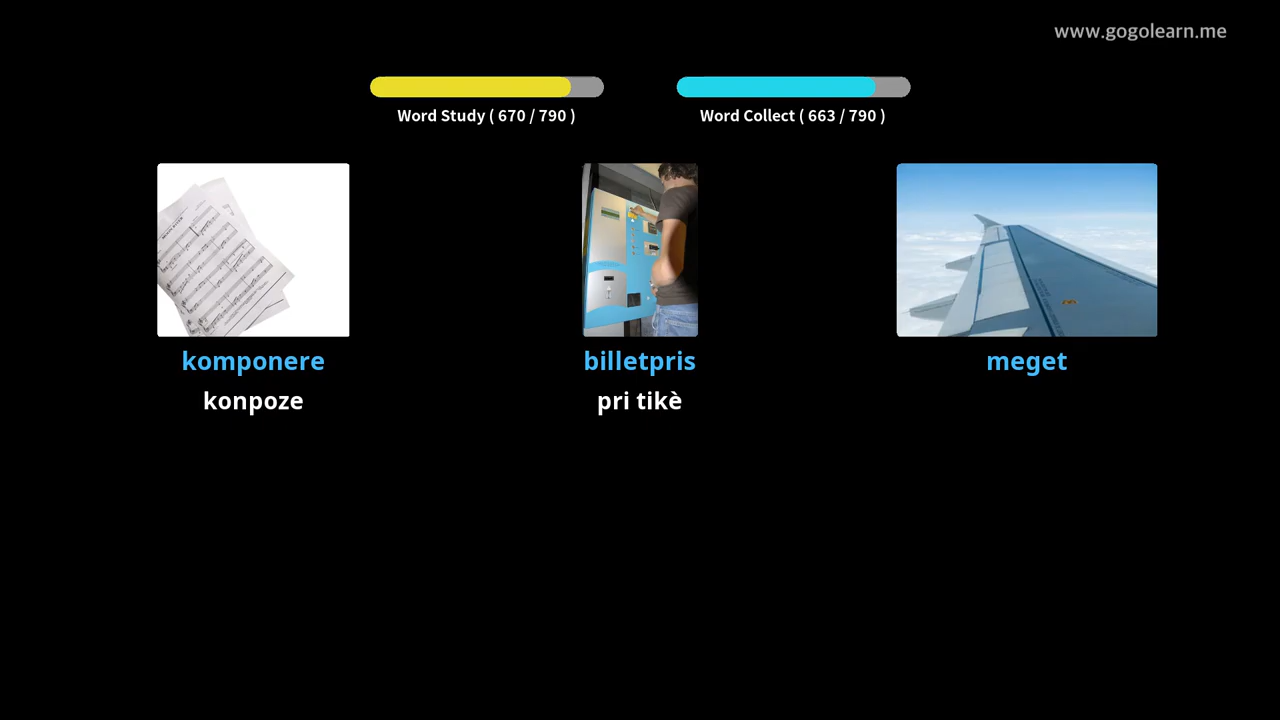 www.gogolearn.me
Word Study ( 670 / 790 )
Word Collect ( 663 / 790 )
komponere
billetpris
meget
konpoze
pri tikè